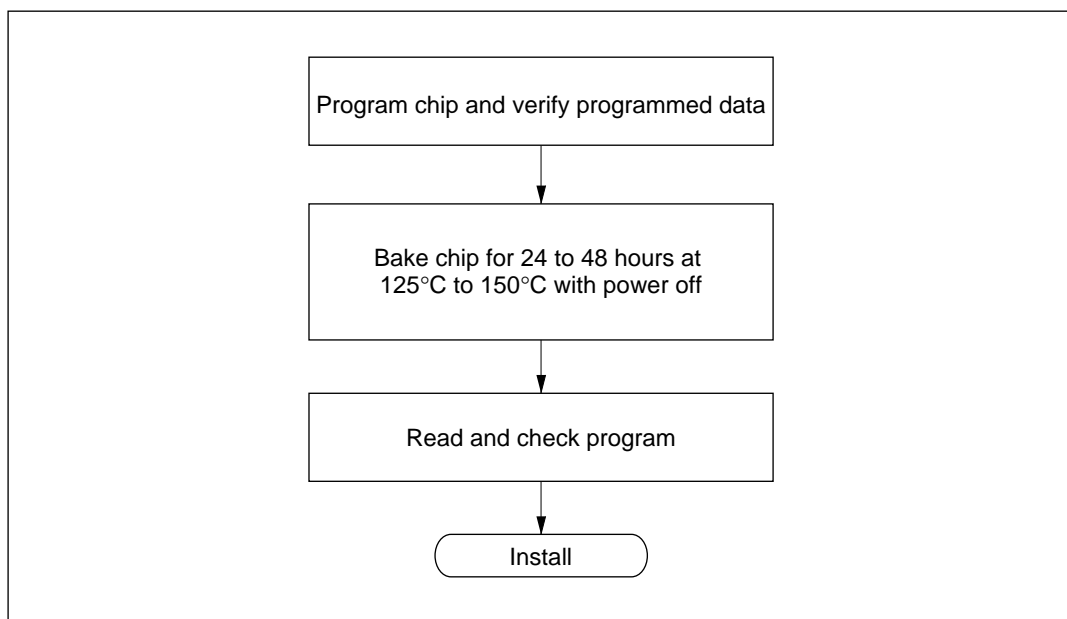 Program chip and verify programmed data
Bake chip for 24 to 48 hours at
125°C to 150°C with power off
Read and check program
Install